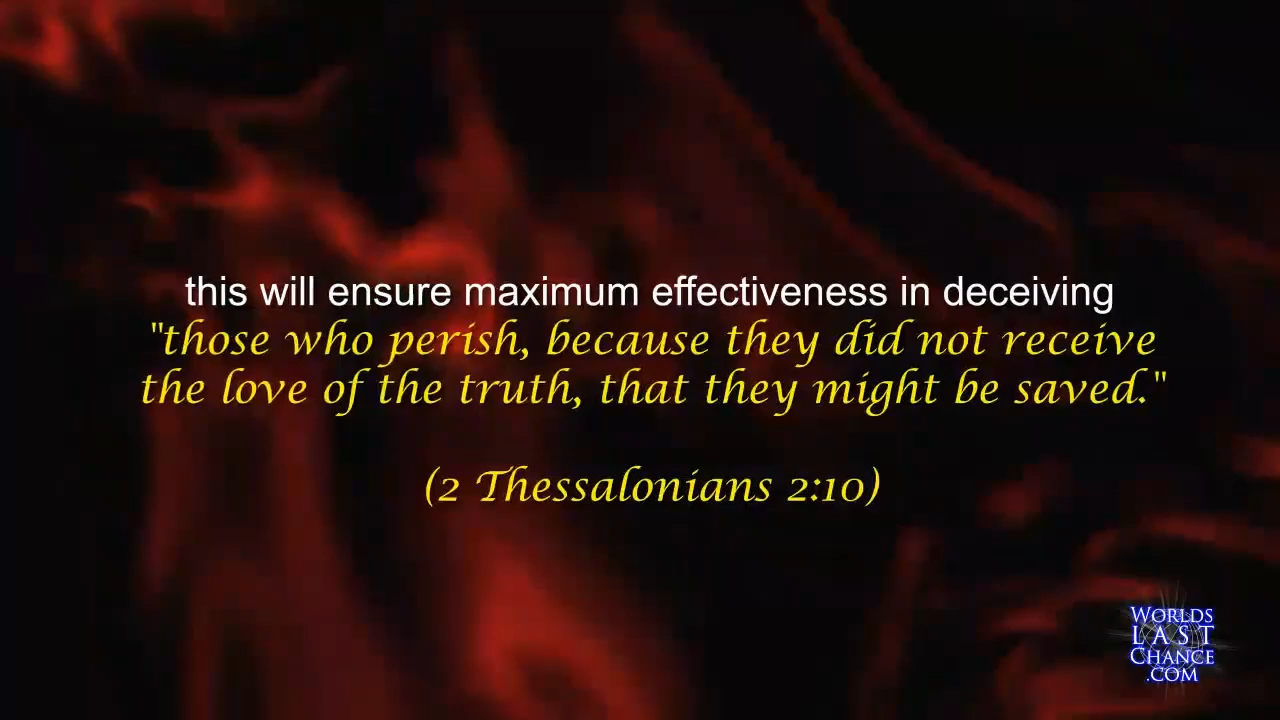 this will ensure maximum effectiveness in deceiving
"those who perish, because they did not receive
the love of the truth, that they might be saved."
(2 Thessalonians 2:10)
WORLDS
LAST
CHANCE
.COM